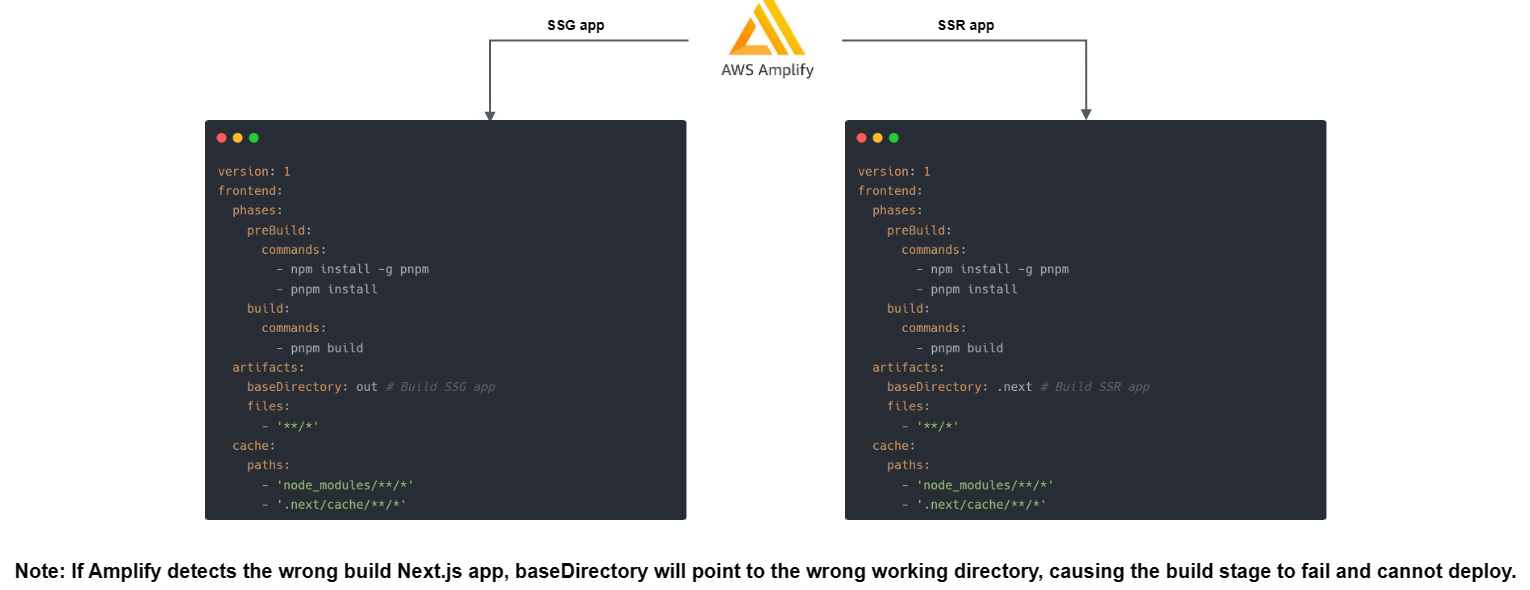 SSG app
SSR app
AWS Amplify
version: 1
frontend:
  phases:
    preBuild:
      commands:
        - npm install -g pnpm
        - pnpm install
    build:
      commands:
        - pnpm build
  artifacts:
    baseDirectory: out # Build SSG app
    files:
      - '**/*'
  cache:
    paths:
      - 'node_modules/**/*'
      - '.next/cache/**/*'
version: 1
frontend:
  phases:
    preBuild:
      commands:
        - npm install -g pnpm
        - pnpm install
    build:
      commands:
        - pnpm build
  artifacts:
    baseDirectory: .next # Build SSR app
    files:
      - '**/*'
  cache:
    paths:
      - 'node_modules/**/*'
      - '.next/cache/**/*'
Note: If Amplify detects the wrong build Next.js app, baseDirectory will point to the wrong working directory, causing the build stage to fail and cannot deploy.